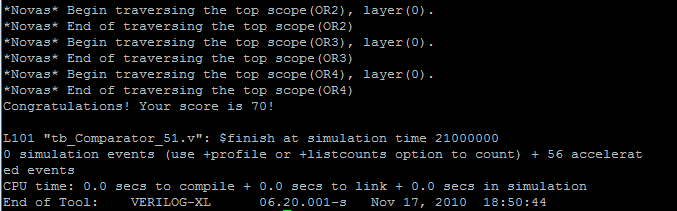 *Novas* Begin traversing the top scope(OR2), layer(0).
*Novas* End of traversing the top scope(OR2)
*Novas* Begin traversing the top scope(OR3), layer(0).
*Novas* End of traversing the top scope(OR3)
*Novas* Begin traversing the top scope(OR4), layer(0).
*Novas* End of traversing the top scope(OR4)
Congratulations! Your score is 70!
L101 "tb_Comparator_51.v": $finish at simulation time 21000000
0 simulation events (use +profile or +listcounts option to count) + 56 accelerat
ed events
CPU time: 0.0 secs to compile + 0.0 secs to link + 0.0 secs in simulation
End of Tool:    VERILOG-XL      06.20.001-s   Nov 17, 2010  18:50:44